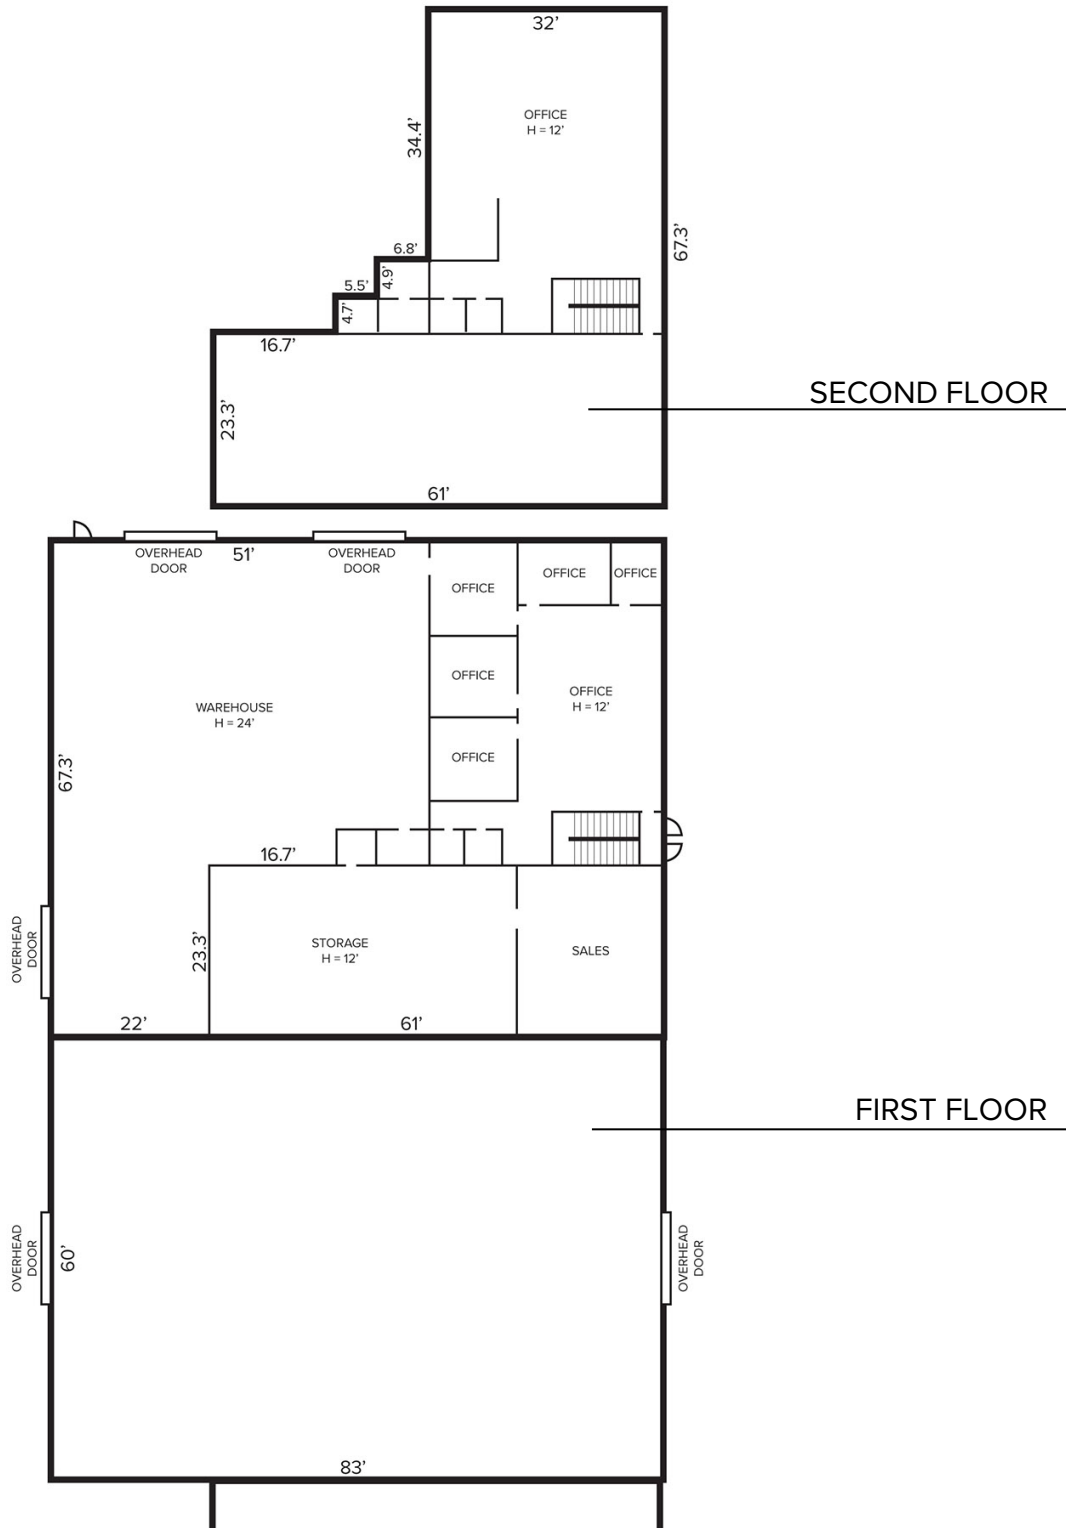 32’
OFFICE
H = 12’
34.4’
67.3’
6.8’
4.9’
5.5’
4.7’
16.7’
23.3’
61’
SECOND FLOOR
OVERHEAD
DOOR
51’
OVERHEAD
DOOR
OFFICE
OFFICE
OFFICE
OFFICE
OFFICE
H = 12’
WAREHOUSE
H = 24’
OFFICE
67.3’
16.7’
OVERHEAD
DOOR
23.3’
STORAGE
H = 12’
SALES
22’
61’
FIRST FLOOR
OVERHEAD
DOOR
60’
OVERHEAD
DOOR
83’